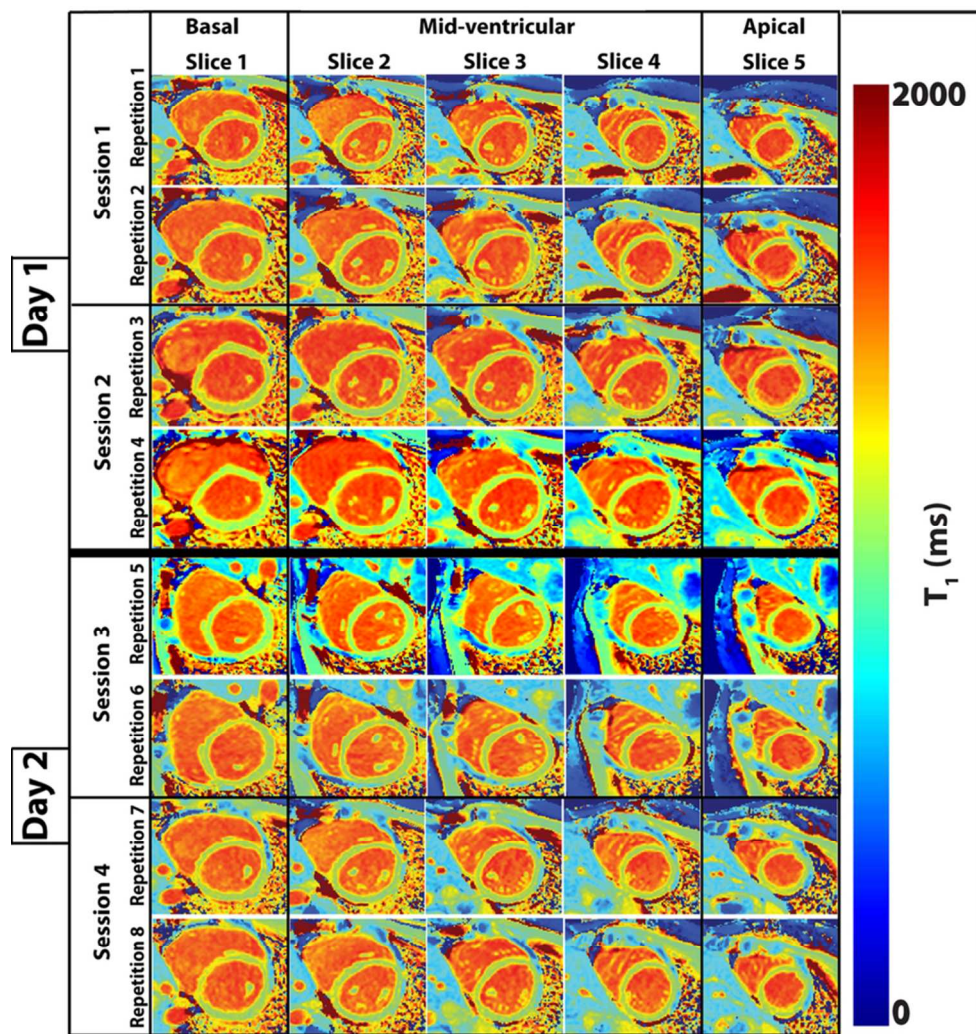 Basal
Mid-ventricular
Apical
Slice 1
Slice 2
Slice 3
Slice 4
Slice 5
Day 1
Session 1
Repetition 1
Repetition 2
Session 2
Repetition 3
Repetition 4
Day 2
Session 3
Repetition 5
Repetition 6
Session 4
Repetition 7
Repetition 8
2000
T1 (ms)
0